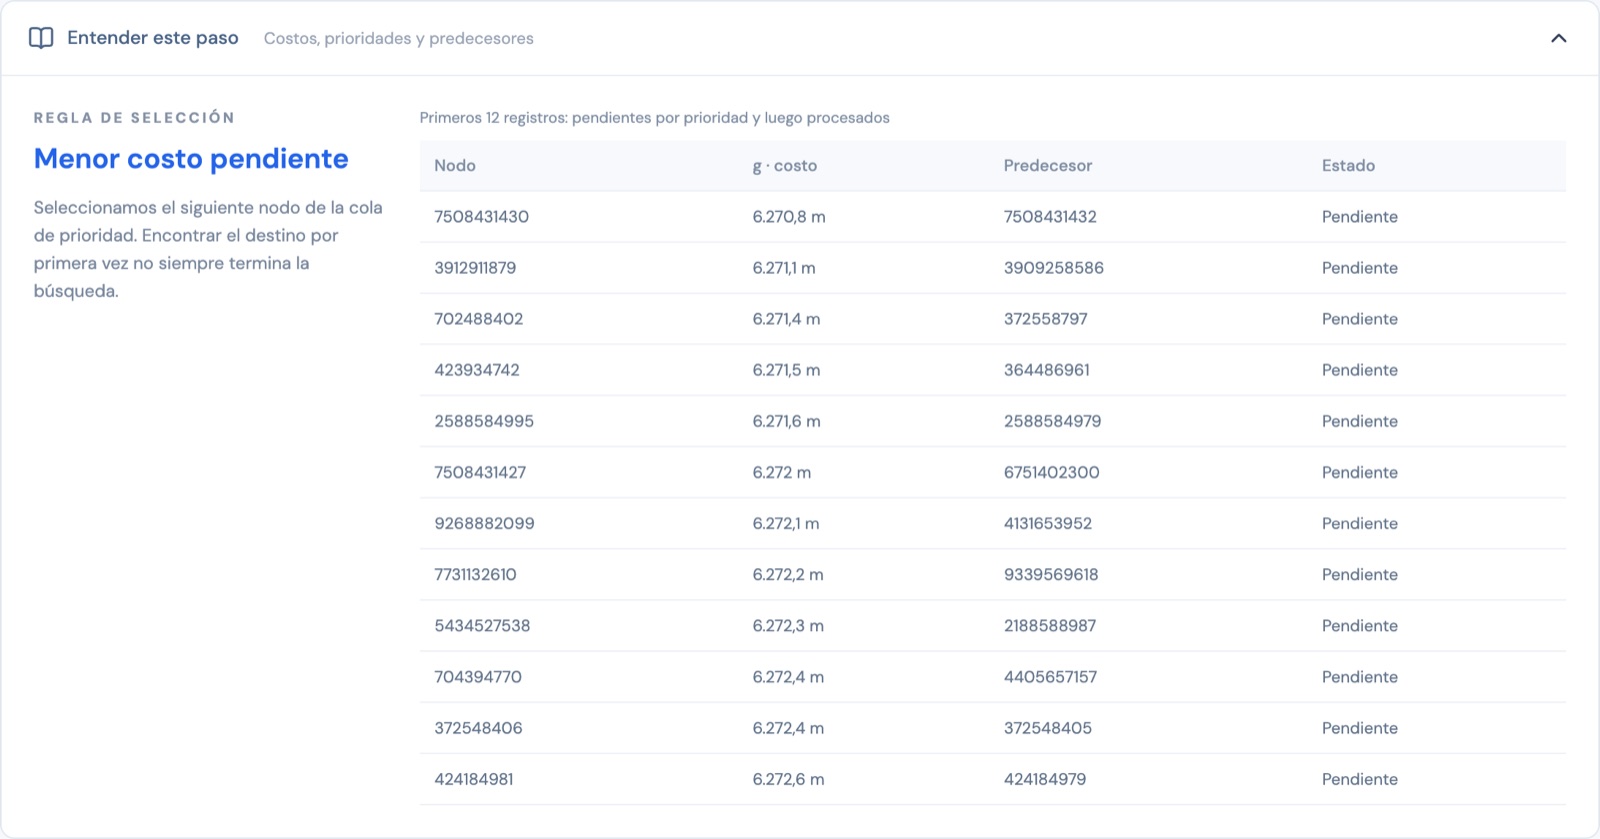 Entender este paso Costos, prioridades y predecesores
REGLA DE SELECCIÓN
Menor costo pendiente
Seleccionamos el siguiente nodo de la cola
de prioridad. Encontrar el destino por
primera vez no siempre termina la
búsqueda.
Primeros 12 registros: pendientes por prioridad y luego procesados
Nodo g · costo Predecesor Estado
7508431430 6.270,8 m 7508431432 Pendiente
3912911879 6.271,1 m 3909258586 Pendiente
702488402 6.271,4 m 372558797 Pendiente
423934742 6.271,5 m 364486961 Pendiente
2588584995 6.271,6 m 2588584979 Pendiente
7508431427 6.272 m 6751402300 Pendiente
9268882099 6.272,1 m 4131653952 Pendiente
7731132610 6.272,2 m 9339569618 Pendiente
5434527538 6.272,3 m 2188588987 Pendiente
704394770 6.272,4 m 4405657157 Pendiente
372548406 6.272,4 m 372548405 Pendiente
424184981 6.272,6 m 424184979 Pendiente